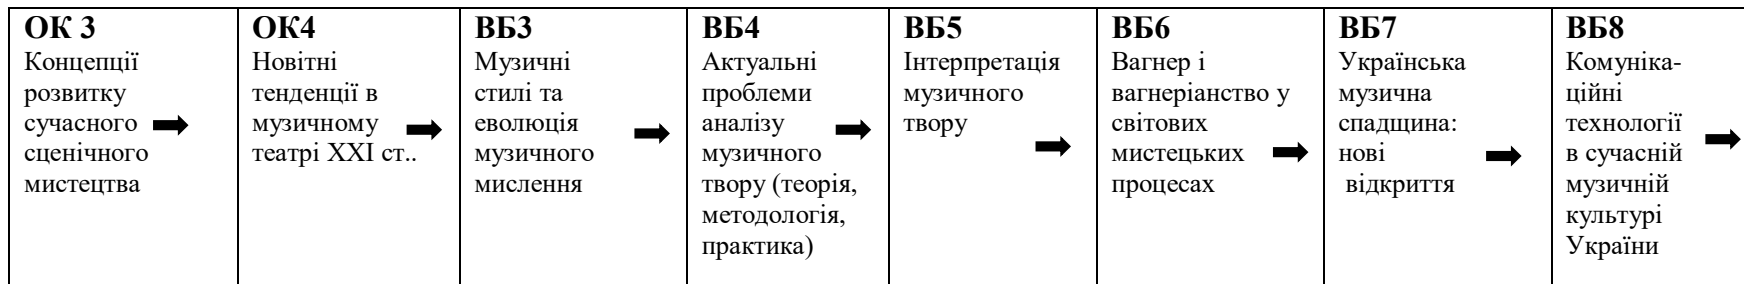 ОК 3
Концепції
розвитку
сучасного
сценічного
мистецтва
ОК4
Новітні
тенденції в
музичному
театрі ХХІ ст..
ВБ3
Музичні
стилі та
еволюція
музичного
мислення
ВБ4
Актуальні
проблеми
аналізу
музичного
твору (теорія,
методологія,
практика)
ВБ5
Інтерпретація
музичного
твору
ВБ6
Вагнер і
вагнеріанство у
світових
мистецьких
процесах
ВБ7
Українська
музична
спадщина:
нові
відкриття
ВБ8
Комуніка-
ційні
технології
в сучасній
музичній
культурі
України